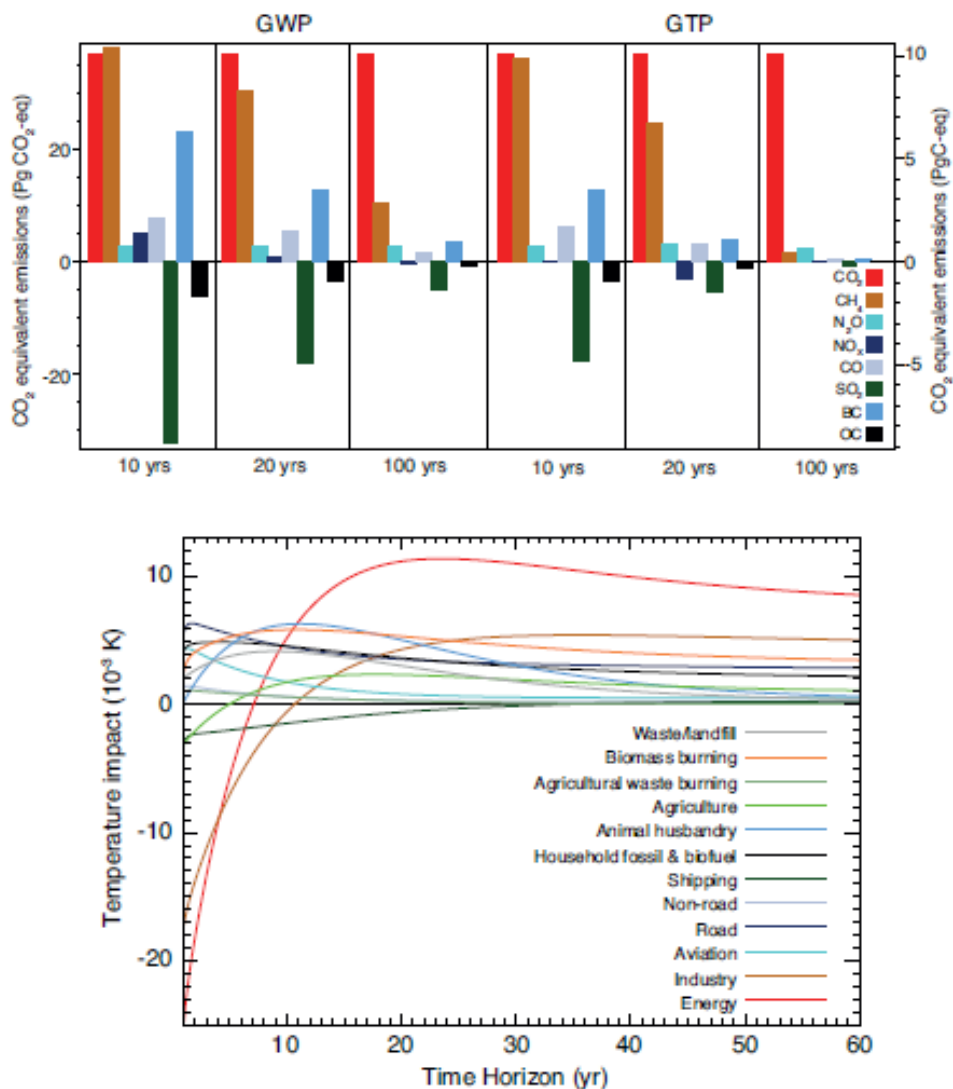 GWP GTP
CO₂ equivalent emissions (Pg CO₂-eq)
20
0
-20
10
5
0
-5
CO₂ equivalent emissions (PgC-eq)
CO₂
CH₄
N₂O
NOₓ
CO
SO₂
BC
OC
10 yrs 20 yrs 100 yrs 10 yrs 20 yrs 100 yrs
Temperature impact (10⁻³ K)
10
0
-10
-20
Waste/landfill
Biomass burning
Agricultural waste burning
Agriculture
Animal husbandry
Household fossil & biofuel
Shipping
Non-road
Road
Aviation
Industry
Energy
10 20 30 40 50 60
Time Horizon (yr)